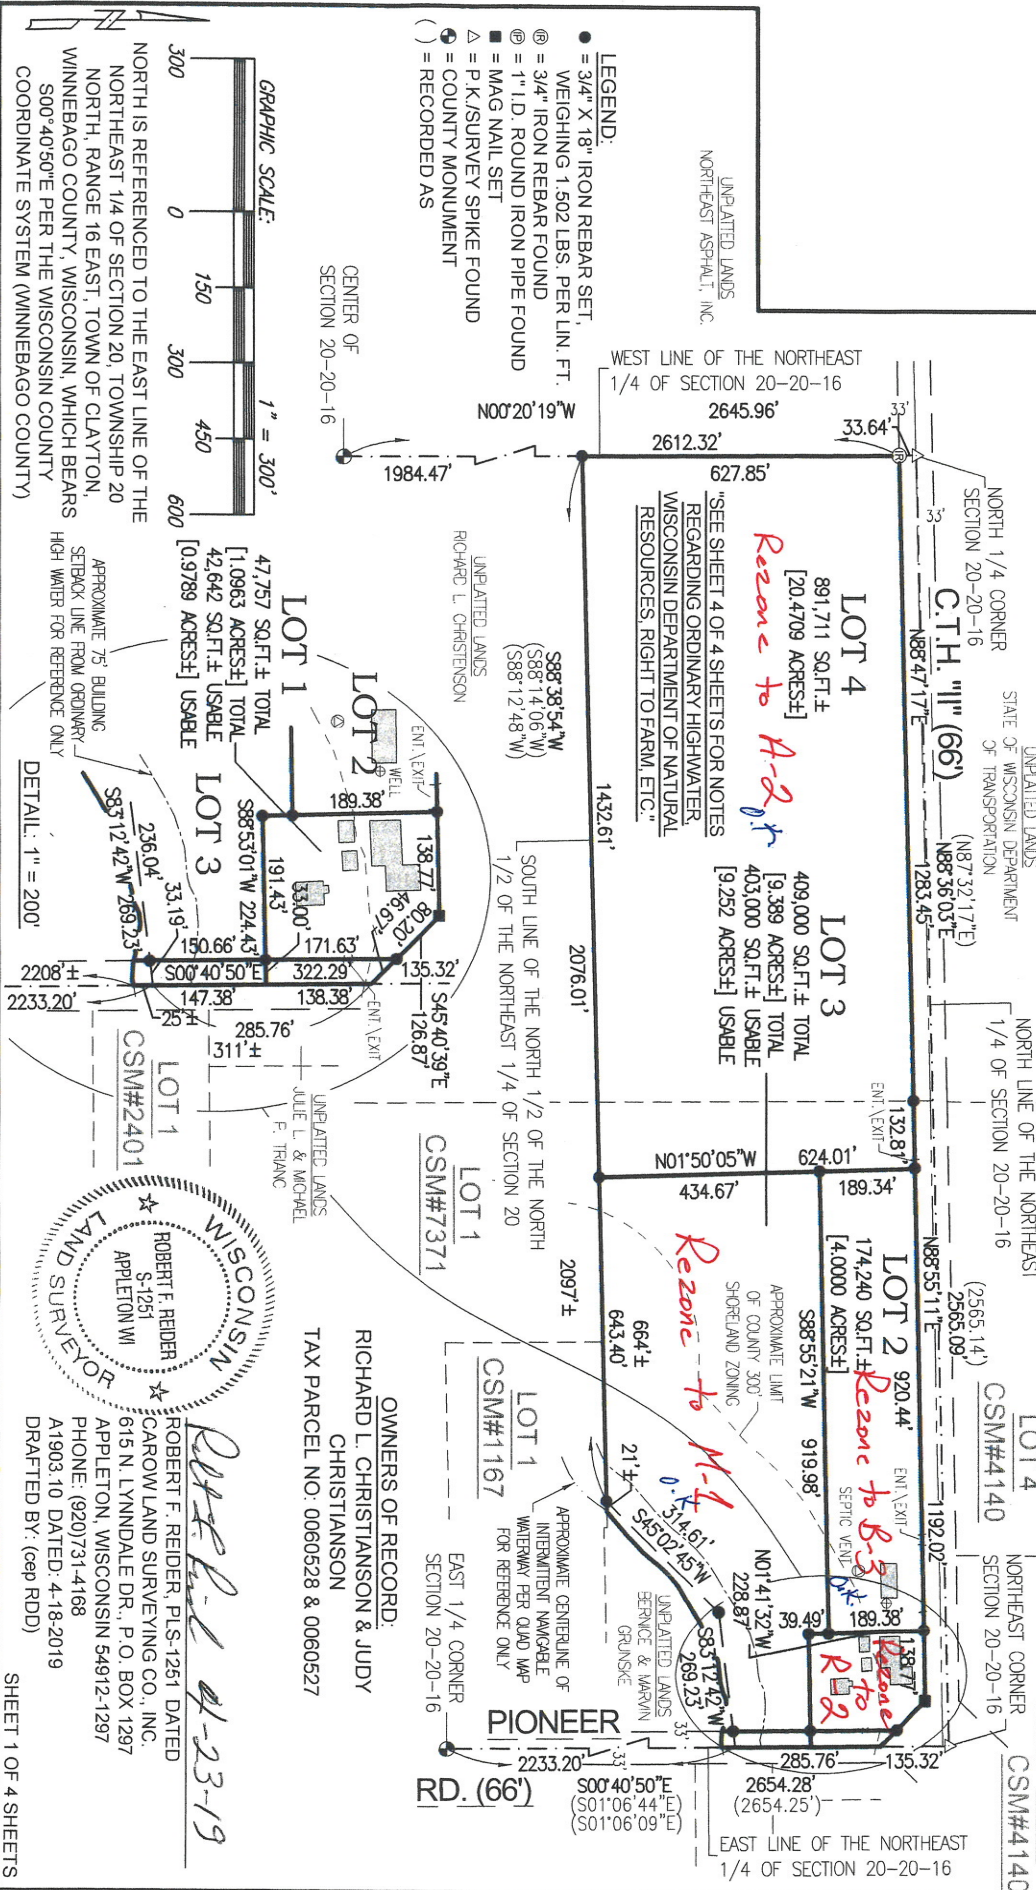 LEGEND:
● = 3/4" X 18" IRON REBAR SET,
WEIGHING 1.502 LBS. PER LIN. FT.
(IR) = 3/4" IRON REBAR FOUND
(IP) = 1" I.D. ROUND IRON PIPE FOUND
■ = MAG NAIL SET
△ = P.K./SURVEY SPIKE FOUND
= COUNTY MONUMENT
( ) = RECORDED AS
GRAPHIC SCALE: 1" = 300'
300 0 150 300 450 600
NORTH IS REFERENCED TO THE EAST LINE OF THE
NORTHEAST 1/4 OF SECTION 20, TOWNSHIP 20
NORTH, RANGE 16 EAST, TOWN OF CLAYTON,
WINNEBAGO COUNTY, WISCONSIN, WHICH BEARS
S00°40'50"E PER THE WISCONSIN COUNTY
COORDINATE SYSTEM (WINNEBAGO COUNTY)
UNPLATTED LANDS
NORTHEAST ASPHALT, INC.
CENTER OF
SECTION 20-20-16
WEST LINE OF THE NORTHEAST
1/4 OF SECTION 20-20-16
N00°20'19"W
2645.96'
2612.32'
33.64'
33'
33'
1984.47'
627.85'
(IR)
NORTH 1/4 CORNER
SECTION 20-20-16
C.T.H. "II" (66')
UNPLATTED LANDS
STATE OF WISCONSIN DEPARTMENT
OF TRANSPORTATION
(N87°32'17"E)
N88°36'03"E
N88°47'17"E
1283.45'
NORTH LINE OF THE NORTHEAST
1/4 OF SECTION 20-20-16
LOT 4
891,711 SQ.FT.±
[20.4709 ACRES±]
Rezone to A-2 O.K
"SEE SHEET 4 OF 4 SHEETS FOR NOTES
REGARDING ORDINARY HIGHWATER,
WISCONSIN DEPARTMENT OF NATURAL
RESOURCES, RIGHT TO FARM, ETC."
LOT 3
409,000 SQ.FT.± TOTAL
[9.389 ACRES±] TOTAL
403,000 SQ.FT.± USABLE
[9.252 ACRES±] USABLE
ENT.\EXIT
132.81'
N01°50'05"W
624.01'
434.67'
189.34'
N88°55'11"E
(2565.14')
2565.09'
LOT 2
920.44'
174,240 SQ.FT.±
[4.0000 ACRES±]
Rezone to B-3
O.K.
LOT 4
CSM#4140
1192.02'
ENT.\EXIT
SEPTIC VENT
S88°55'21"W
919.98'
APPROXIMATE LIMIT
OF COUNTY 300'
SHORELAND ZONING
Rezone to M-1
O.K
NORTHEAST CORNER
SECTION 20-20-16
CSM#4140
N01°41'32"W
228.87'
39.49'
189.38'
138.77'
Rezone
to
R-2
135.32'
285.76'
S83°12'42"W
269.23'
S45°02'45"W
314.61'
21'±
664'±
643.40'
2097'±
2076.01'
1432.61'
S88°38'54"W
(S88°14'06"W)
(S88°12'48"W)
UNPLATTED LANDS
RICHARD L. CHRISTENSON
SOUTH LINE OF THE NORTH 1/2 OF THE NORTH
1/2 OF THE NORTHEAST 1/4 OF SECTION 20
LOT 1
CSM#7371
LOT 1
CSM#1167
APPROXIMATE CENTERLINE OF
INTERMITTENT NAVIGABLE
WATERWAY PER QUAD MAP
FOR REFERENCE ONLY
UNPLATTED LANDS
BERNICE & MARVIN
GRUNSKE
EAST 1/4 CORNER
SECTION 20-20-16
PIONEER
RD. (66')
33'
33'
2233.20'
S00°40'50"E
(S01°06'44"E)
(S01°06'09"E)
2654.28'
(2654.25')
EAST LINE OF THE NORTHEAST
1/4 OF SECTION 20-20-16
LOT 1
47,757 SQ.FT.± TOTAL
[1.0963 ACRES±] TOTAL
42,642 SQ.FT.± USABLE
[0.9789 ACRES±] USABLE
LOT 2
WELL
ENT.\EXIT
189.38'
138.77'
46.67'
80.20'
33.00'
S88°53'01"W 224.43'
191.43'
171.63'
135.32'
S45°40'39"E
126.87'
ENT.\EXIT
LOT 3
APPROXIMATE 75' BUILDING
SETBACK LINE FROM ORDINARY
HIGH WATER FOR REFERENCE ONLY
236.04'
S83°12'42"W 269.23'
33.19'
150.66'
S00°40'50"E
322.29'
147.38'
138.38'
25'±
285.76'
311'±
2208'±
2233.20'
DETAIL: 1" = 200'
LOT 1
CSM#2401
UNPLATTED LANDS
JULIE L. & MICHAEL
P. TRIANC
WISCONSIN
ROBERT F. REIDER
S-1251
APPLETON WI
LAND SURVEYOR
OWNERS OF RECORD:
RICHARD L. CHRISTIANSON & JUDY
CHRISTIANSON
TAX PARCEL NO: 0060528 & 0060527
4-23-19
ROBERT F. REIDER, PLS-1251 DATED
CAROW LAND SURVEYING CO., INC.
615 N. LYNNDALE DR., P.O. BOX 1297
APPLETON, WISCONSIN 54912-1297
PHONE: (920)731-4168
A1903.10 DATED: 4-18-2019
DRAFTED BY: (cep RDD)
SHEET 1 OF 4 SHEETS